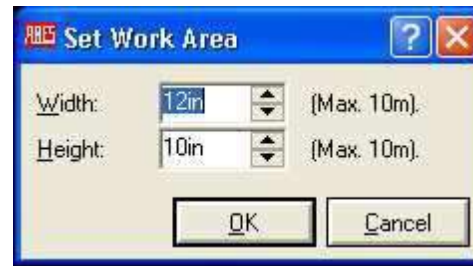 Set Work Area
Width: 12in (Max. 10m).
Height: 10in (Max. 10m).
OK Cancel